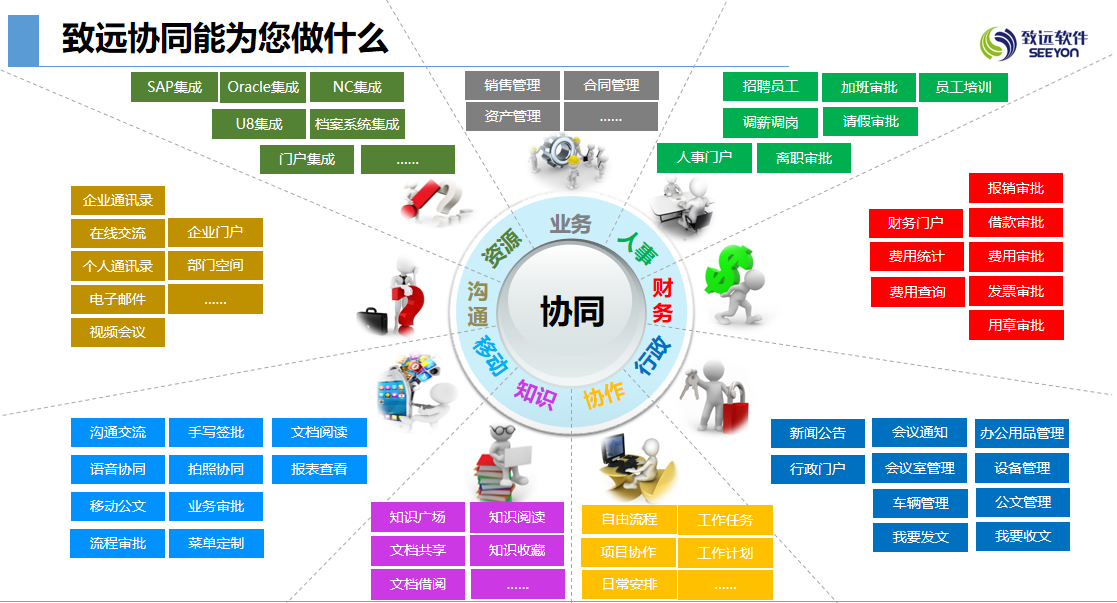 致远协同能为您做什么
致远软件
SEEYON
SAP集成
Oracle集成
NC集成
U8集成
档案系统集成
门户集成
......
销售管理
合同管理
资产管理
......
招聘员工
加班审批
员工培训
调薪调岗
请假审批
人事门户
离职审批
企业通讯录
在线交流
企业门户
个人通讯录
部门空间
电子邮件
......
视频会议
报销审批
财务门户
借款审批
费用统计
费用审批
费用查询
发票审批
用章审批
业务
人事
财务
行政
协作
知识
移动
沟通
资源
协同
沟通交流
手写签批
文档阅读
语音协同
拍照协同
报表查看
移动公文
业务审批
流程审批
菜单定制
知识广场
知识阅读
文档共享
知识收藏
文档借阅
......
自由流程
工作任务
项目协作
工作计划
日常安排
......
新闻公告
会议通知
办公用品管理
行政门户
会议室管理
设备管理
车辆管理
公文管理
我要发文
我要收文